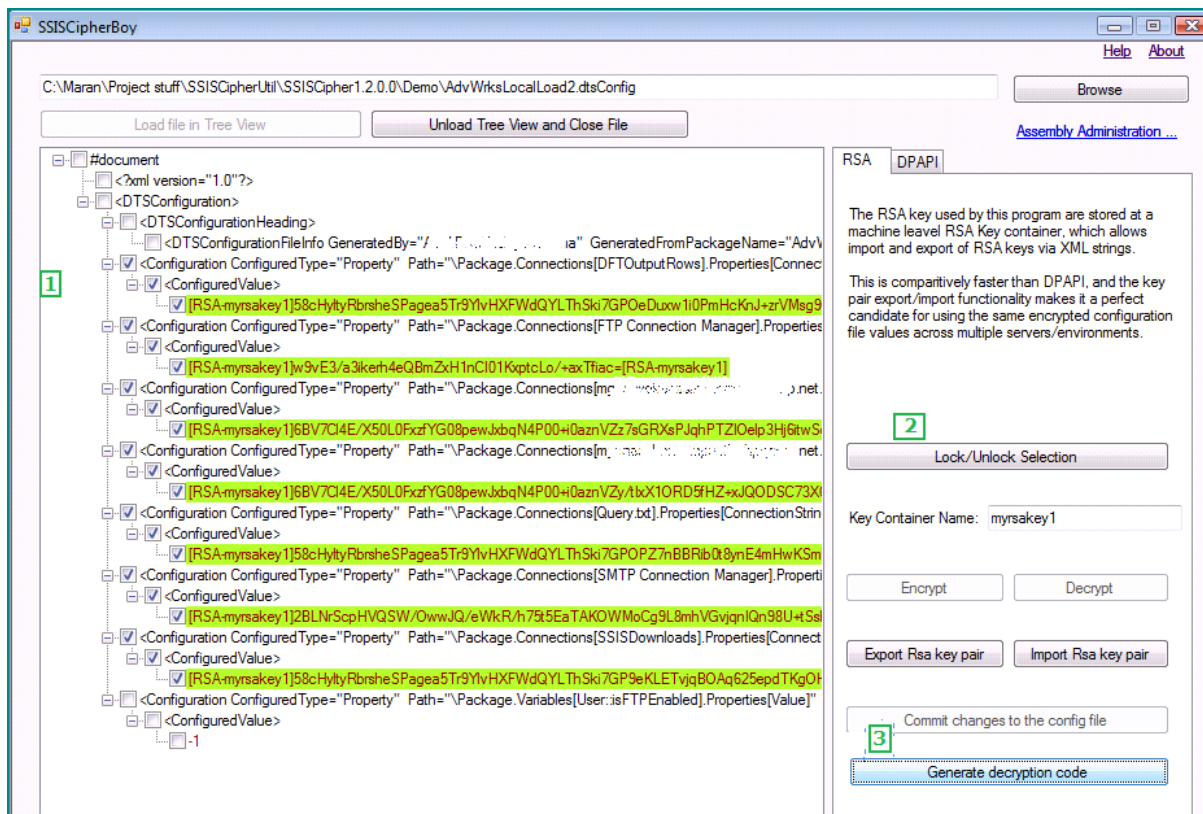 SSISCipherBoy
Help About
C:\Maran\Project stuff\SSISCipherUtil\SSISCipher1.2.0.0\Demo\AdvWrksLocalLoad2.dtsConfig
Browse
Load file in Tree View
Unload Tree View and Close File
Assembly Administration ...
#document
<?xml version="1.0"?>
<DTSConfiguration>
<DTSConfigurationHeading>
<DTSConfigurationFileInfo GeneratedBy=" GeneratedFromPackageName="AdvV
<Configuration ConfiguredType="Property" Path="\Package.Connections[DFTOutputRows].Properties[Connec
1
<ConfiguredValue>
[RSA-myrsakey1]58cHyltyRbrsheSPagea5Tr9YlvHXFWdQYLThSki7GPOeDuxw1i0PmHcKnJ+zrVMsg9
<Configuration ConfiguredType="Property" Path="\Package.Connections[FTP Connection Manager].Properties
<ConfiguredValue>
[RSA-myrsakey1]w9vE3/a3ikerh4eQBmZxH1nCI01KxptcLo/+axTfiac=[RSA-myrsakey1]
<Configuration ConfiguredType="Property" Path="\Package.Connections[m p.net.
<ConfiguredValue>
[RSA-myrsakey1]6BV7Cl4E/X50L0FxzfYG08pewJxbqN4P00+i0aznVZz7sGRXsPJqhPTZIOelp3Hj6itwS
<Configuration ConfiguredType="Property" Path="\Package.Connections[m net.
<ConfiguredValue>
[RSA-myrsakey1]6BV7Cl4E/X50L0FxzfYG08pewJxbqN4P00+i0aznVZy/tIxX1ORD5fHZ+xJQODSC73X
<Configuration ConfiguredType="Property" Path="\Package.Connections[Query.txt].Properties[ConnectionStrin
<ConfiguredValue>
[RSA-myrsakey1]58cHyltyRbrsheSPagea5Tr9YlvHXFWdQYLThSki7GPOPZ7nBBRib0t8ynE4mHwKSm
<Configuration ConfiguredType="Property" Path="\Package.Connections[SMTP Connection Manager].Properti
<ConfiguredValue>
[RSA-myrsakey1]2BLNrScpHVQSW/OwwJQ/eWkR/h75t5EaTAKOWMoCg9L8mhVGvjqnIQn98U+tSs
<Configuration ConfiguredType="Property" Path="\Package.Connections[SSISDownloads].Properties[Connect
<ConfiguredValue>
[RSA-myrsakey1]58cHyltyRbrsheSPagea5Tr9YlvHXFWdQYLThSki7GP9eKLETvjqBOAq625epdTKgOH
<Configuration ConfiguredType="Property" Path="\Package.Variables[User::isFTPEnabled].Properties[Value]"
<ConfiguredValue>
-1
RSA DPAPI
The RSA key used by this program are stored at a
machine leavel RSA Key container, which allows
import and export of RSA keys via XML strings.
This is comparitively faster than DPAPI, and the key
pair export/import functionality makes it a perfect
candidate for using the same encrypted configuration
file values across multiple servers/environments.
2
Lock/Unlock Selection
Key Container Name: myrsakey1
Encrypt Decrypt
Export Rsa key pair Import Rsa key pair
Commit changes to the config file
3
Generate decryption code